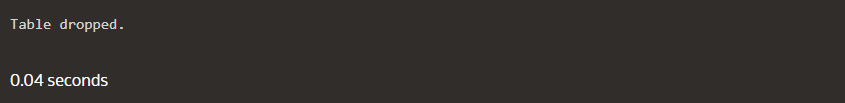 Table dropped.
0.04 seconds